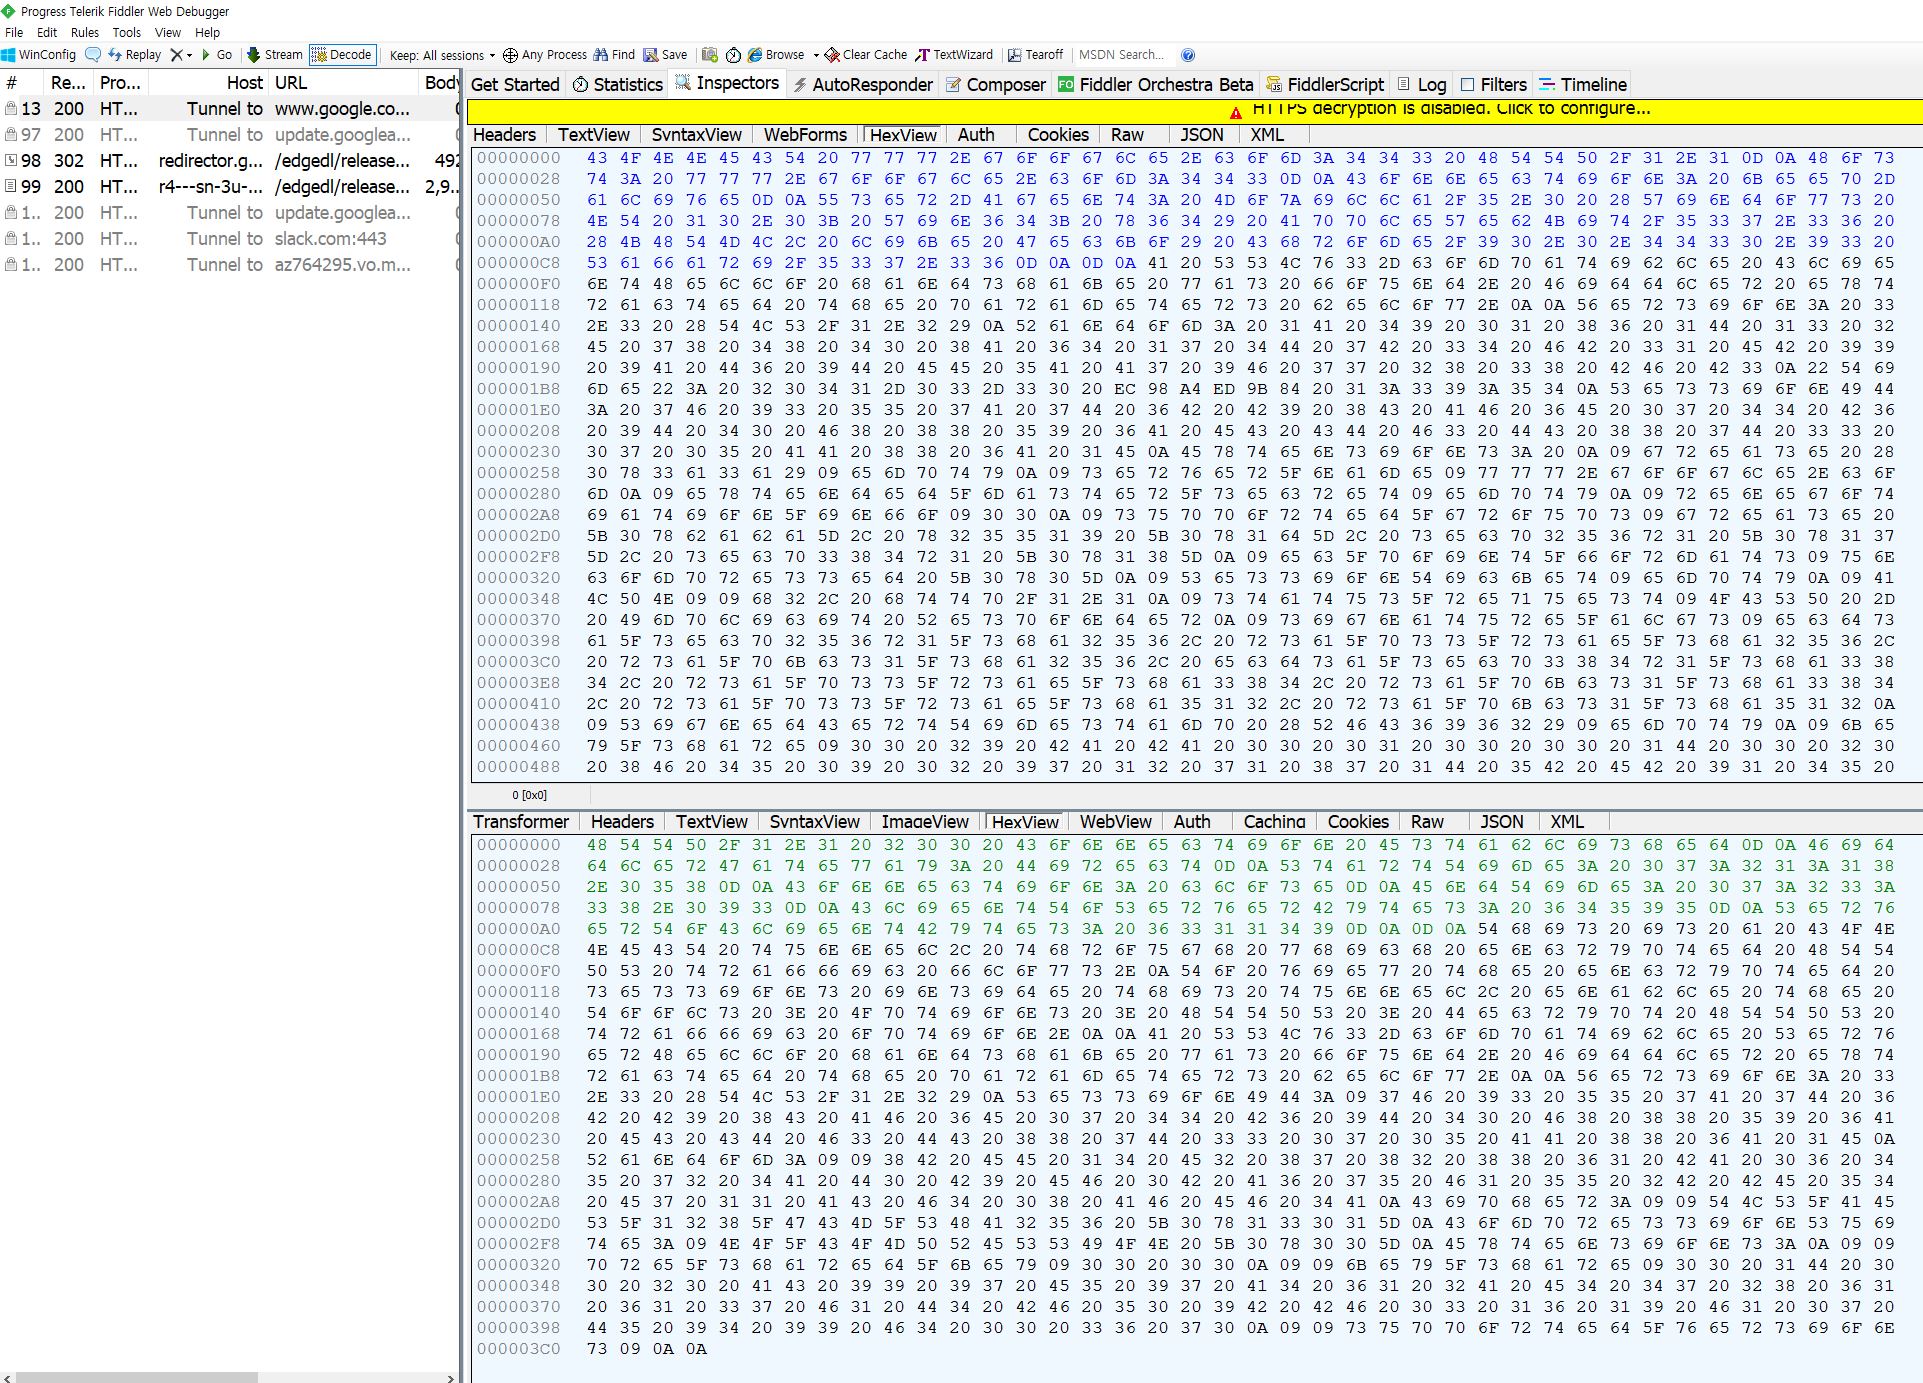 Progress Telerik Fiddler Web Debugger
File Edit Rules Tools View Help
WinConfig Replay Go Stream Decode Keep: All sessions Any Process Find Save Browse Clear Cache TextWizard Tearoff MSDN Search...
# Re... Pro... Host URL Body
13 200 HT... Tunnel to www.google.co...
97 200 HT... Tunnel to update.googlea...
98 302 HT... redirector.g... /edgedl/release... 492
99 200 HT... r4---sn-3u-... /edgedl/release... 2,9..
1.. 200 HT... Tunnel to update.googlea...
1.. 200 HT... Tunnel to slack.com:443
1.. 200 HT... Tunnel to az764295.vo.m...
Get Started Statistics Inspectors AutoResponder Composer FO Fiddler Orchestra Beta FiddlerScript Log Filters Timeline
HTTPS decryption is disabled. Click to configure...
Headers TextView SyntaxView WebForms HexView Auth Cookies Raw JSON XML
00000000 43 4F 4E 4E 45 43 54 20 77 77 77 2E 67 6F 6F 67 6C 65 2E 63 6F 6D 3A 34 34 33 20 48 54 54 50 2F 31 2E 31 0D 0A 48 6F 73
00000028 74 3A 20 77 77 77 2E 67 6F 6F 67 6C 65 2E 63 6F 6D 3A 34 34 33 0D 0A 43 6F 6E 6E 65 63 74 69 6F 6E 3A 20 6B 65 65 70 2D
00000050 61 6C 69 76 65 0D 0A 55 73 65 72 2D 41 67 65 6E 74 3A 20 4D 6F 7A 69 6C 6C 61 2F 35 2E 30 20 28 57 69 6E 64 6F 77 73 20
00000078 4E 54 20 31 30 2E 30 3B 20 57 69 6E 36 34 3B 20 78 36 34 29 20 41 70 70 6C 65 57 65 62 4B 69 74 2F 35 33 37 2E 33 36 20
000000A0 28 4B 48 54 4D 4C 2C 20 6C 69 6B 65 20 47 65 63 6B 6F 29 20 43 68 72 6F 6D 65 2F 39 30 2E 30 2E 34 34 33 30 2E 39 33 20
000000C8 53 61 66 61 72 69 2F 35 33 37 2E 33 36 0D 0A 0D 0A 41 20 53 53 4C 76 33 2D 63 6F 6D 70 61 74 69 62 6C 65 20 43 6C 69 65
000000F0 6E 74 48 65 6C 6C 6F 20 68 61 6E 64 73 68 61 6B 65 20 77 61 73 20 66 6F 75 6E 64 2E 20 46 69 64 64 6C 65 72 20 65 78 74
00000118 72 61 63 74 65 64 20 74 68 65 20 70 61 72 61 6D 65 74 65 72 73 20 62 65 6C 6F 77 2E 0A 0A 56 65 72 73 69 6F 6E 3A 20 33
00000140 2E 33 20 28 54 4C 53 2F 31 2E 32 29 0A 52 61 6E 64 6F 6D 3A 20 31 41 20 34 39 20 30 31 20 38 36 20 31 44 20 31 33 20 32
00000168 45 20 37 38 20 34 38 20 34 30 20 38 41 20 36 34 20 31 37 20 34 44 20 37 42 20 33 34 20 46 42 20 33 31 20 45 42 20 39 39
00000190 20 39 41 20 44 36 20 39 44 20 45 45 20 35 41 20 41 37 20 39 46 20 37 37 20 32 38 20 33 38 20 42 46 20 42 33 0A 22 54 69
000001B8 6D 65 22 3A 20 32 30 34 31 2D 30 33 2D 33 30 20 EC 98 A4 ED 9B 84 20 31 3A 33 39 3A 35 34 0A 53 65 73 73 69 6F 6E 49 44
000001E0 3A 20 37 46 20 39 33 20 35 35 20 37 41 20 37 44 20 36 42 20 42 39 20 38 43 20 41 46 20 36 45 20 30 37 20 34 34 20 42 36
00000208 20 39 44 20 34 30 20 46 38 20 38 38 20 35 39 20 36 41 20 45 43 20 43 44 20 46 33 20 44 43 20 38 38 20 37 44 20 33 33 20
00000230 30 37 20 30 35 20 41 41 20 38 38 20 36 41 20 31 45 0A 45 78 74 65 6E 73 69 6F 6E 73 3A 20 0A 09 67 72 65 61 73 65 20 28
00000258 30 78 33 61 33 61 29 09 65 6D 70 74 79 0A 09 73 65 72 76 65 72 5F 6E 61 6D 65 09 77 77 77 2E 67 6F 6F 67 6C 65 2E 63 6F
00000280 6D 0A 09 65 78 74 65 6E 64 65 64 5F 6D 61 73 74 65 72 5F 73 65 63 72 65 74 09 65 6D 70 74 79 0A 09 72 65 6E 65 67 6F 74
000002A8 69 61 74 69 6F 6E 5F 69 6E 66 6F 09 30 30 0A 09 73 75 70 70 6F 72 74 65 64 5F 67 72 6F 75 70 73 09 67 72 65 61 73 65 20
000002D0 5B 30 78 62 61 62 61 5D 2C 20 78 32 35 35 31 39 20 5B 30 78 31 64 5D 2C 20 73 65 63 70 32 35 36 72 31 20 5B 30 78 31 37
000002F8 5D 2C 20 73 65 63 70 33 38 34 72 31 20 5B 30 78 31 38 5D 0A 09 65 63 5F 70 6F 69 6E 74 5F 66 6F 72 6D 61 74 73 09 75 6E
00000320 63 6F 6D 70 72 65 73 73 65 64 20 5B 30 78 30 5D 0A 09 53 65 73 73 69 6F 6E 54 69 63 6B 65 74 09 65 6D 70 74 79 0A 09 41
00000348 4C 50 4E 09 09 68 32 2C 20 68 74 74 70 2F 31 2E 31 0A 09 73 74 61 74 75 73 5F 72 65 71 75 65 73 74 09 4F 43 53 50 20 2D
00000370 20 49 6D 70 6C 69 63 69 74 20 52 65 73 70 6F 6E 64 65 72 0A 09 73 69 67 6E 61 74 75 72 65 5F 61 6C 67 73 09 65 63 64 73
00000398 61 5F 73 65 63 70 32 35 36 72 31 5F 73 68 61 32 35 36 2C 20 72 73 61 5F 70 73 73 5F 72 73 61 65 5F 73 68 61 32 35 36 2C
000003C0 20 72 73 61 5F 70 6B 63 73 31 5F 73 68 61 32 35 36 2C 20 65 63 64 73 61 5F 73 65 63 70 33 38 34 72 31 5F 73 68 61 33 38
000003E8 34 2C 20 72 73 61 5F 70 73 73 5F 72 73 61 65 5F 73 68 61 33 38 34 2C 20 72 73 61 5F 70 6B 63 73 31 5F 73 68 61 33 38 34
00000410 2C 20 72 73 61 5F 70 73 73 5F 72 73 61 65 5F 73 68 61 35 31 32 2C 20 72 73 61 5F 70 6B 63 73 31 5F 73 68 61 35 31 32 0A
00000438 09 53 69 67 6E 65 64 43 65 72 74 54 69 6D 65 73 74 61 6D 70 20 28 52 46 43 36 39 36 32 29 09 65 6D 70 74 79 0A 09 6B 65
00000460 79 5F 73 68 61 72 65 09 30 30 20 32 39 20 42 41 20 42 41 20 30 30 20 30 31 20 30 30 20 30 30 20 31 44 20 30 30 20 32 30
00000488 20 38 46 20 34 35 20 30 39 20 30 32 20 39 37 20 31 32 20 37 31 20 38 37 20 31 44 20 35 42 20 45 42 20 39 31 20 34 35 20
0 [0x0]
Transformer Headers TextView SyntaxView ImageView HexView WebView Auth Caching Cookies Raw JSON XML
00000000 48 54 54 50 2F 31 2E 31 20 32 30 30 20 43 6F 6E 6E 65 63 74 69 6F 6E 20 45 73 74 61 62 6C 69 73 68 65 64 0D 0A 46 69 64
00000028 64 6C 65 72 47 61 74 65 77 61 79 3A 20 44 69 72 65 63 74 0D 0A 53 74 61 72 74 54 69 6D 65 3A 20 30 37 3A 32 31 3A 31 38
00000050 2E 30 35 38 0D 0A 43 6F 6E 6E 65 63 74 69 6F 6E 3A 20 63 6C 6F 73 65 0D 0A 45 6E 64 54 69 6D 65 3A 20 30 37 3A 32 33 3A
00000078 33 38 2E 30 39 33 0D 0A 43 6C 69 65 6E 74 54 6F 53 65 72 76 65 72 42 79 74 65 73 3A 20 36 34 35 39 35 0D 0A 53 65 72 76
000000A0 65 72 54 6F 43 6C 69 65 6E 74 42 79 74 65 73 3A 20 36 33 31 31 34 39 0D 0A 0D 0A 54 68 69 73 20 69 73 20 61 20 43 4F 4E
000000C8 4E 45 43 54 20 74 75 6E 6E 65 6C 2C 20 74 68 72 6F 75 67 68 20 77 68 69 63 68 20 65 6E 63 72 79 70 74 65 64 20 48 54 54
000000F0 50 53 20 74 72 61 66 66 69 63 20 66 6C 6F 77 73 2E 0A 54 6F 20 76 69 65 77 20 74 68 65 20 65 6E 63 72 79 70 74 65 64 20
00000118 73 65 73 73 69 6F 6E 73 20 69 6E 73 69 64 65 20 74 68 69 73 20 74 75 6E 6E 65 6C 2C 20 65 6E 61 62 6C 65 20 74 68 65 20
00000140 54 6F 6F 6C 73 20 3E 20 4F 70 74 69 6F 6E 73 20 3E 20 48 54 54 50 53 20 3E 20 44 65 63 72 79 70 74 20 48 54 54 50 53 20
00000168 74 72 61 66 66 69 63 20 6F 70 74 69 6F 6E 2E 0A 0A 41 20 53 53 4C 76 33 2D 63 6F 6D 70 61 74 69 62 6C 65 20 53 65 72 76
00000190 65 72 48 65 6C 6C 6F 20 68 61 6E 64 73 68 61 6B 65 20 77 61 73 20 66 6F 75 6E 64 2E 20 46 69 64 64 6C 65 72 20 65 78 74
000001B8 72 61 63 74 65 64 20 74 68 65 20 70 61 72 61 6D 65 74 65 72 73 20 62 65 6C 6F 77 2E 0A 0A 56 65 72 73 69 6F 6E 3A 20 33
000001E0 2E 33 20 28 54 4C 53 2F 31 2E 32 29 0A 53 65 73 73 69 6F 6E 49 44 3A 09 37 46 20 39 33 20 35 35 20 37 41 20 37 44 20 36
00000208 42 20 42 39 20 38 43 20 41 46 20 36 45 20 30 37 20 34 34 20 42 36 20 39 44 20 34 30 20 46 38 20 38 38 20 35 39 20 36 41
00000230 20 45 43 20 43 44 20 46 33 20 44 43 20 38 38 20 37 44 20 33 33 20 30 37 20 30 35 20 41 41 20 38 38 20 36 41 20 31 45 0A
00000258 52 61 6E 64 6F 6D 3A 09 09 38 42 20 45 45 20 31 34 20 45 32 20 38 37 20 38 32 20 38 38 20 36 31 20 42 41 20 30 36 20 34
00000280 35 20 37 32 20 34 41 20 44 30 20 42 39 20 45 46 20 30 42 20 41 36 20 37 35 20 46 31 20 35 35 20 32 42 20 42 45 20 35 34
000002A8 20 45 37 20 31 31 20 41 43 20 46 34 20 30 38 20 41 46 20 45 46 20 34 41 0A 43 69 70 68 65 72 3A 09 09 54 4C 53 5F 41 45
000002D0 53 5F 31 32 38 5F 47 43 4D 5F 53 48 41 32 35 36 20 5B 30 78 31 33 30 31 5D 0A 43 6F 6D 70 72 65 73 73 69 6F 6E 53 75 69
000002F8 74 65 3A 09 4E 4F 5F 43 4F 4D 50 52 45 53 53 49 4F 4E 20 5B 30 78 30 30 5D 0A 45 78 74 65 6E 73 69 6F 6E 73 3A 0A 09 09
00000320 70 72 65 5F 73 68 61 72 65 64 5F 6B 65 79 09 30 30 20 30 30 0A 09 09 6B 65 79 5F 73 68 61 72 65 09 30 30 20 31 44 20 30
00000348 30 20 32 30 20 41 43 20 39 39 20 39 37 20 45 35 20 39 37 20 41 34 20 36 31 20 32 41 20 45 34 20 34 37 20 32 38 20 36 31
00000370 20 36 31 20 33 37 20 46 31 20 44 34 20 42 46 20 35 30 20 39 42 20 42 46 20 30 33 20 31 36 20 31 39 20 46 31 20 30 37 20
00000398 44 35 20 39 34 20 39 39 20 46 34 20 30 30 20 33 36 20 37 30 0A 09 09 73 75 70 70 6F 72 74 65 64 5F 76 65 72 73 69 6F 6E
000003C0 73 09 0A 0A